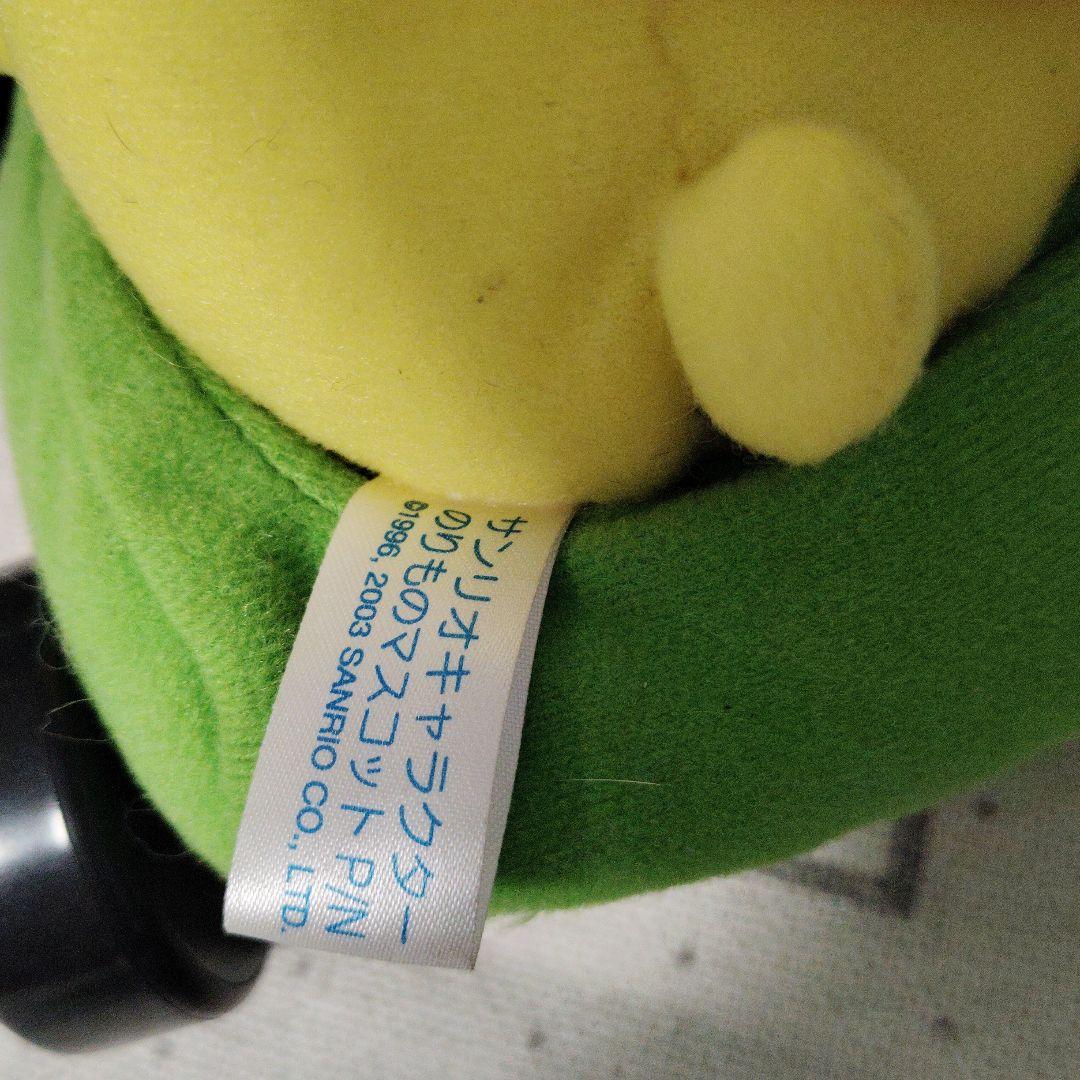 サンリオキャラクター
のりものマスコット P/N
©1996, 2003 SANRIO CO., LTD.